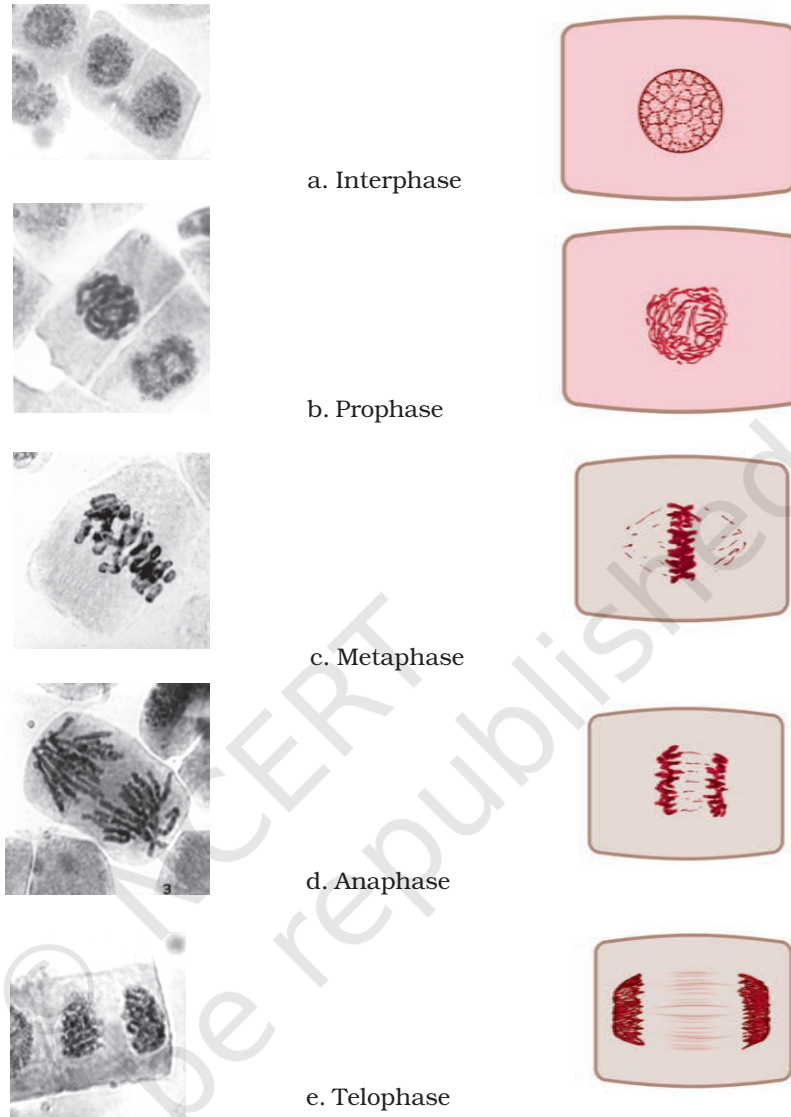 a. Interphase
b. Prophase
c. Metaphase
d. Anaphase
3
e. Telophase
© NCERT
be republished